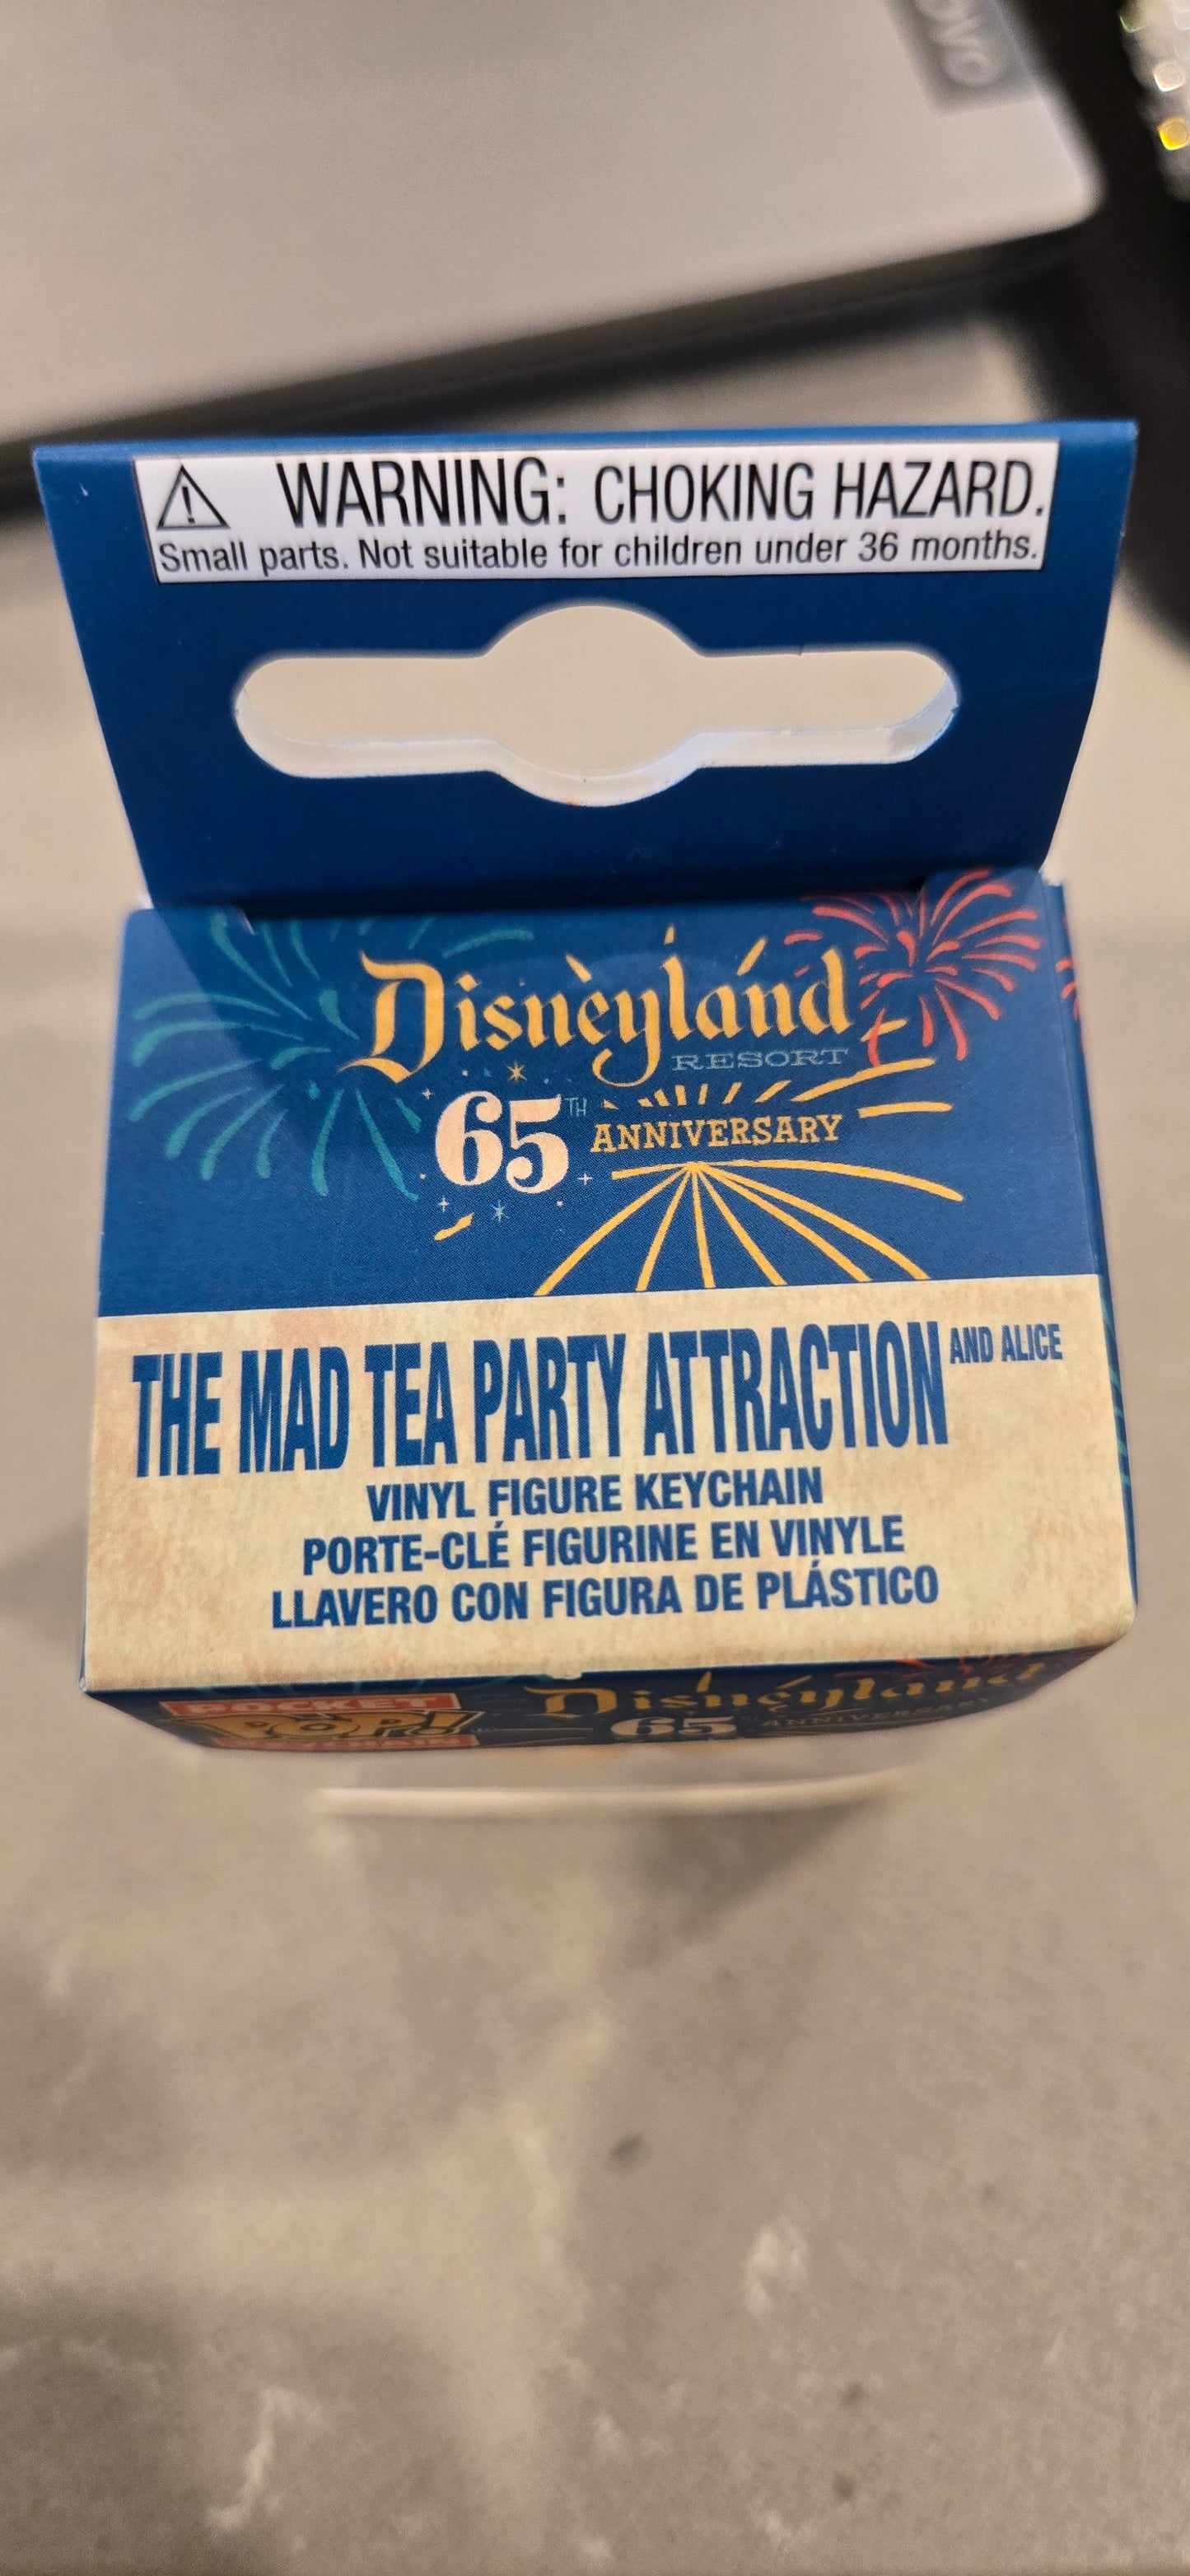 WARNING: CHOKING HAZARD.
Small parts. Not suitable for children under 36 months.
Disneyland
RESORT
65TH ANNIVERSARY
THE MAD TEA PARTY ATTRACTION AND ALICE
VINYL FIGURE KEYCHAIN
PORTE-CLÉ FIGURINE EN VINYLE
LLAVERO CON FIGURA DE PLÁSTICO
POCKET
POP!
Disneyland
65 ANNIVERSARY